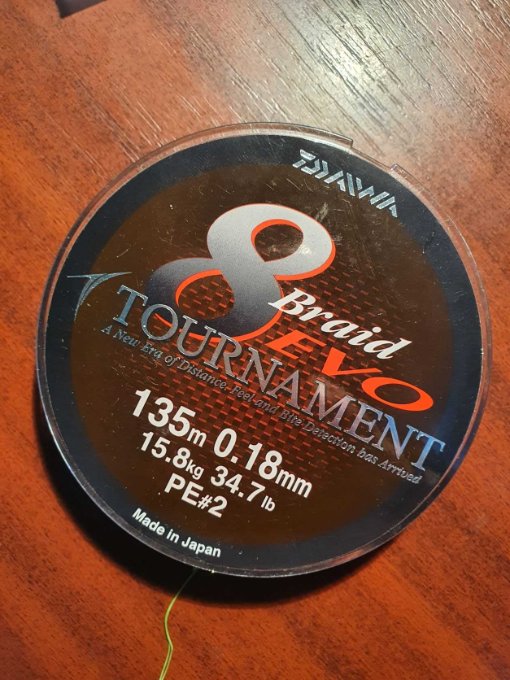 DAIWA
8
Braid
EVO
TOURNAMENT
A New Era of Distance, Feel and Bite Detection has Arrived
135m 0.18mm
15.8kg 34.7lb
PE#2
Made in Japan